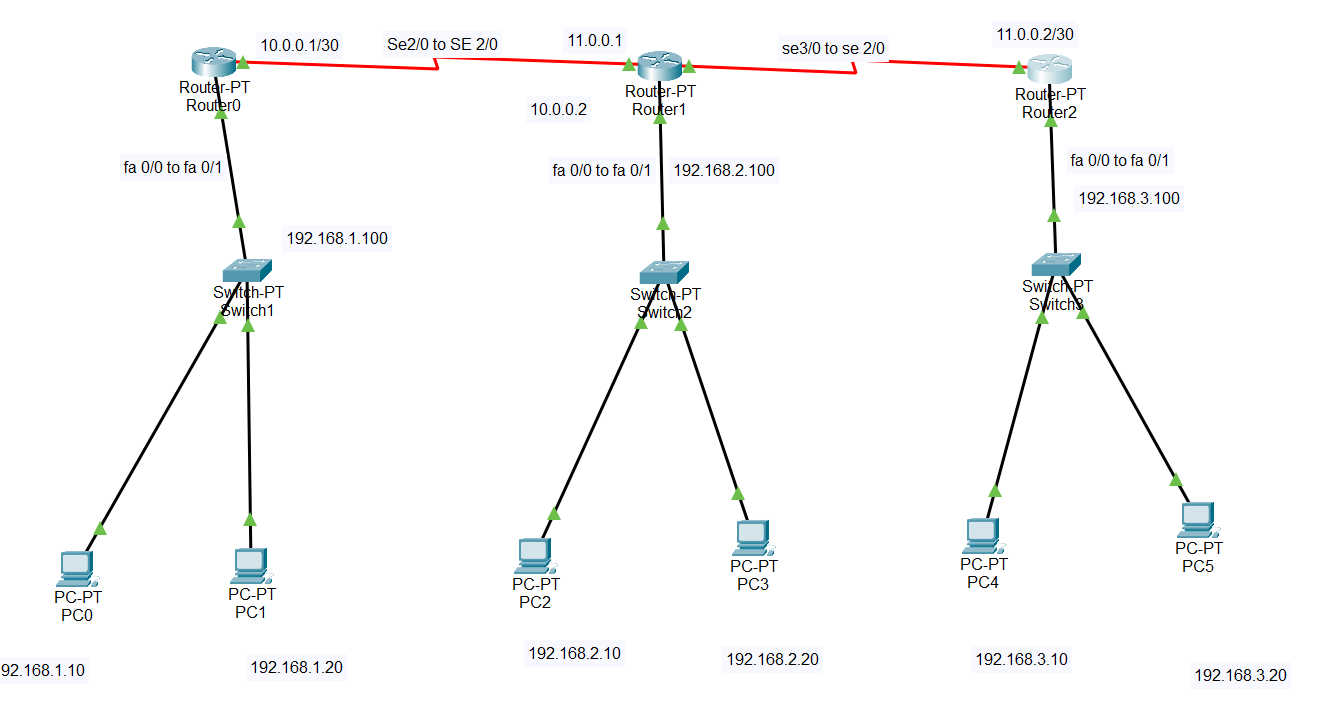 10.0.0.1/30
Se2/0 to SE 2/0
11.0.0.1
se3/0 to se 2/0
11.0.0.2/30
Router-PT
Router0
Router-PT
Router1
Router-PT
Router2
10.0.0.2
fa 0/0 to fa 0/1
fa 0/0 to fa 0/1
192.168.2.100
fa 0/0 to fa 0/1
192.168.3.100
192.168.1.100
Switch-PT
Switch1
Switch-PT
Switch2
Switch-PT
Switch3
PC-PT
PC0
PC-PT
PC1
PC-PT
PC2
PC-PT
PC3
PC-PT
PC4
PC-PT
PC5
92.168.1.10
192.168.1.20
192.168.2.10
192.168.2.20
192.168.3.10
192.168.3.20